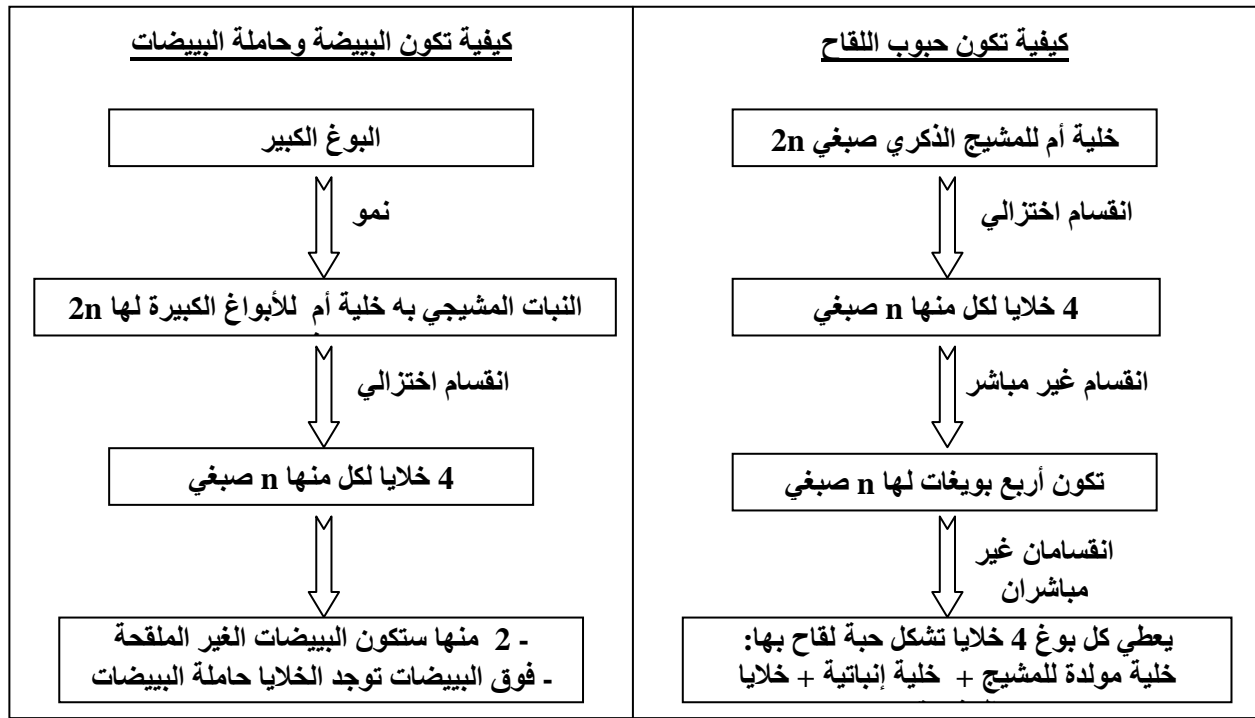 كيفية تكون حبوب اللقاح
خلية أم للمشيج الذكري صبغي 2n
انقسام اختزالي
4 خلايا لكل منها n صبغي
انقسام غير مباشر
تكون أربع بويغات لها n صبغي
انقسامان غير
مباشران
يعطي كل بوغ 4 خلايا تشكل حبة لقاح بها:
خلية مولدة للمشيج + خلية إنباتية + خلايا
كيفية تكون البييضة وحاملة البييضات
البوغ الكبير
نمو
النبات المشيجي به خلية أم للأبواغ الكبيرة لها 2n
انقسام اختزالي
4 خلايا لكل منها n صبغي
- 2 منها ستكون البييضات الغير الملقحة
- فوق البييضات توجد الخلايا حاملة البييضات